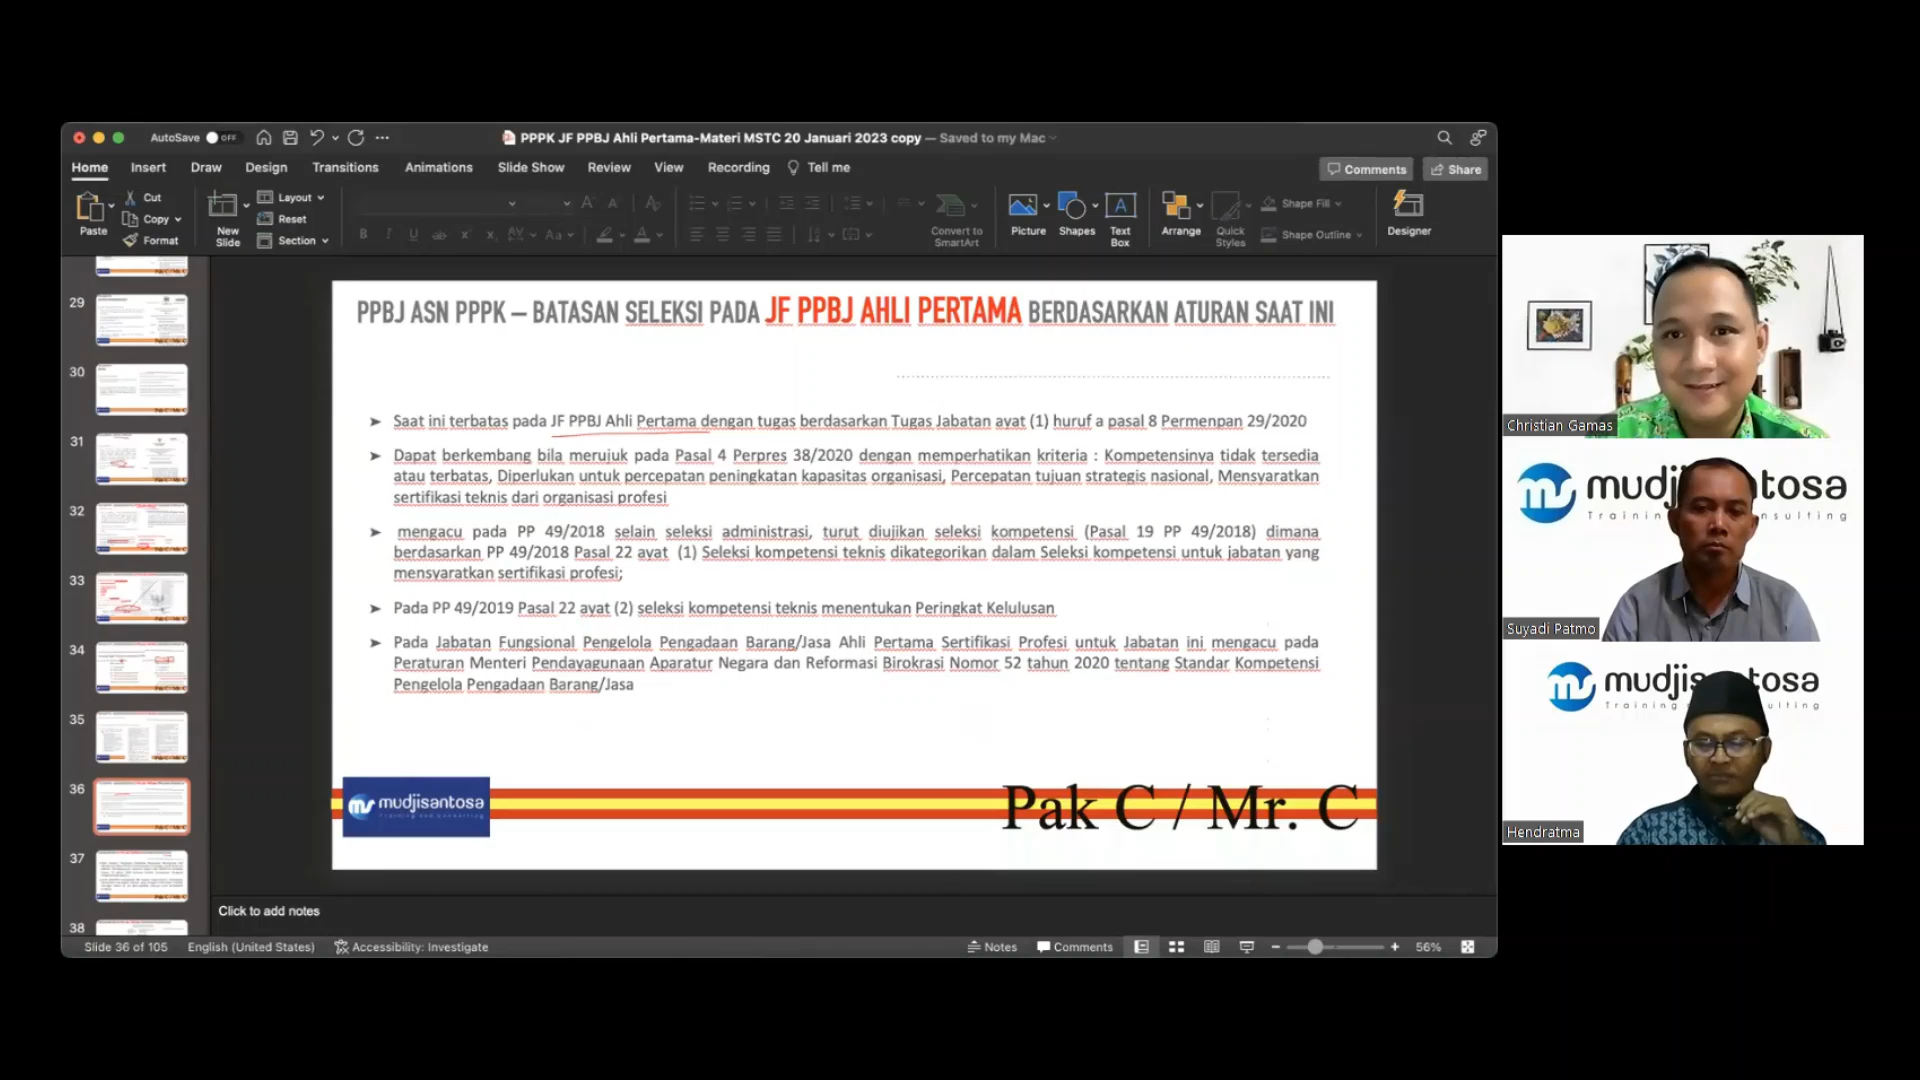 AutoSave OFF
PPPK JF PPBJ Ahli Pertama-Materi MSTC 20 Januari 2023 copy — Saved to my Mac
Home Insert Draw Design Transitions Animations Slide Show Review View Recording Tell me
Comments Share
Paste
Cut
Copy
Format
New
Slide
Layout
Reset
Section
Convert to
SmartArt
Picture
Shapes
Text
Box
Arrange
Quick
Styles
Shape Fill
Shape Outline
Designer
29
30
31
32
33
34
35
36
37
38
PPBJ ASN PPPK – BATASAN SELEKSI PADA JF PPBJ AHLI PERTAMA BERDASARKAN ATURAN SAAT INI
➤ Saat ini terbatas pada JF PPBJ Ahli Pertama dengan tugas berdasarkan Tugas Jabatan ayat (1) huruf a pasal 8 Permenpan 29/2020
➤ Dapat berkembang bila merujuk pada Pasal 4 Perpres 38/2020 dengan memperhatikan kriteria : Kompetensinya tidak tersedia
atau terbatas, Diperlukan untuk percepatan peningkatan kapasitas organisasi, Percepatan tujuan strategis nasional, Mensyaratkan
sertifikasi teknis dari organisasi profesi
➤ mengacu pada PP 49/2018 selain seleksi administrasi, turut diujikan seleksi kompetensi (Pasal 19 PP 49/2018) dimana
berdasarkan PP 49/2018 Pasal 22 ayat (1) Seleksi kompetensi teknis dikategorikan dalam Seleksi kompetensi untuk jabatan yang
mensyaratkan sertifikasi profesi;
➤ Pada PP 49/2019 Pasal 22 ayat (2) seleksi kompetensi teknis menentukan Peringkat Kelulusan
➤ Pada Jabatan Fungsional Pengelola Pengadaan Barang/Jasa Ahli Pertama Sertifikasi Profesi untuk Jabatan ini mengacu pada
Peraturan Menteri Pendayagunaan Aparatur Negara dan Reformasi Birokrasi Nomor 52 tahun 2020 tentang Standar Kompetensi
Pengelola Pengadaan Barang/Jasa
mudjisantosa
Pak C / Mr. C
Click to add notes
Slide 36 of 105 English (United States) Accessibility: Investigate
Notes Comments 56%
Christian Gamas
Suyadi Patmo
Hendratma